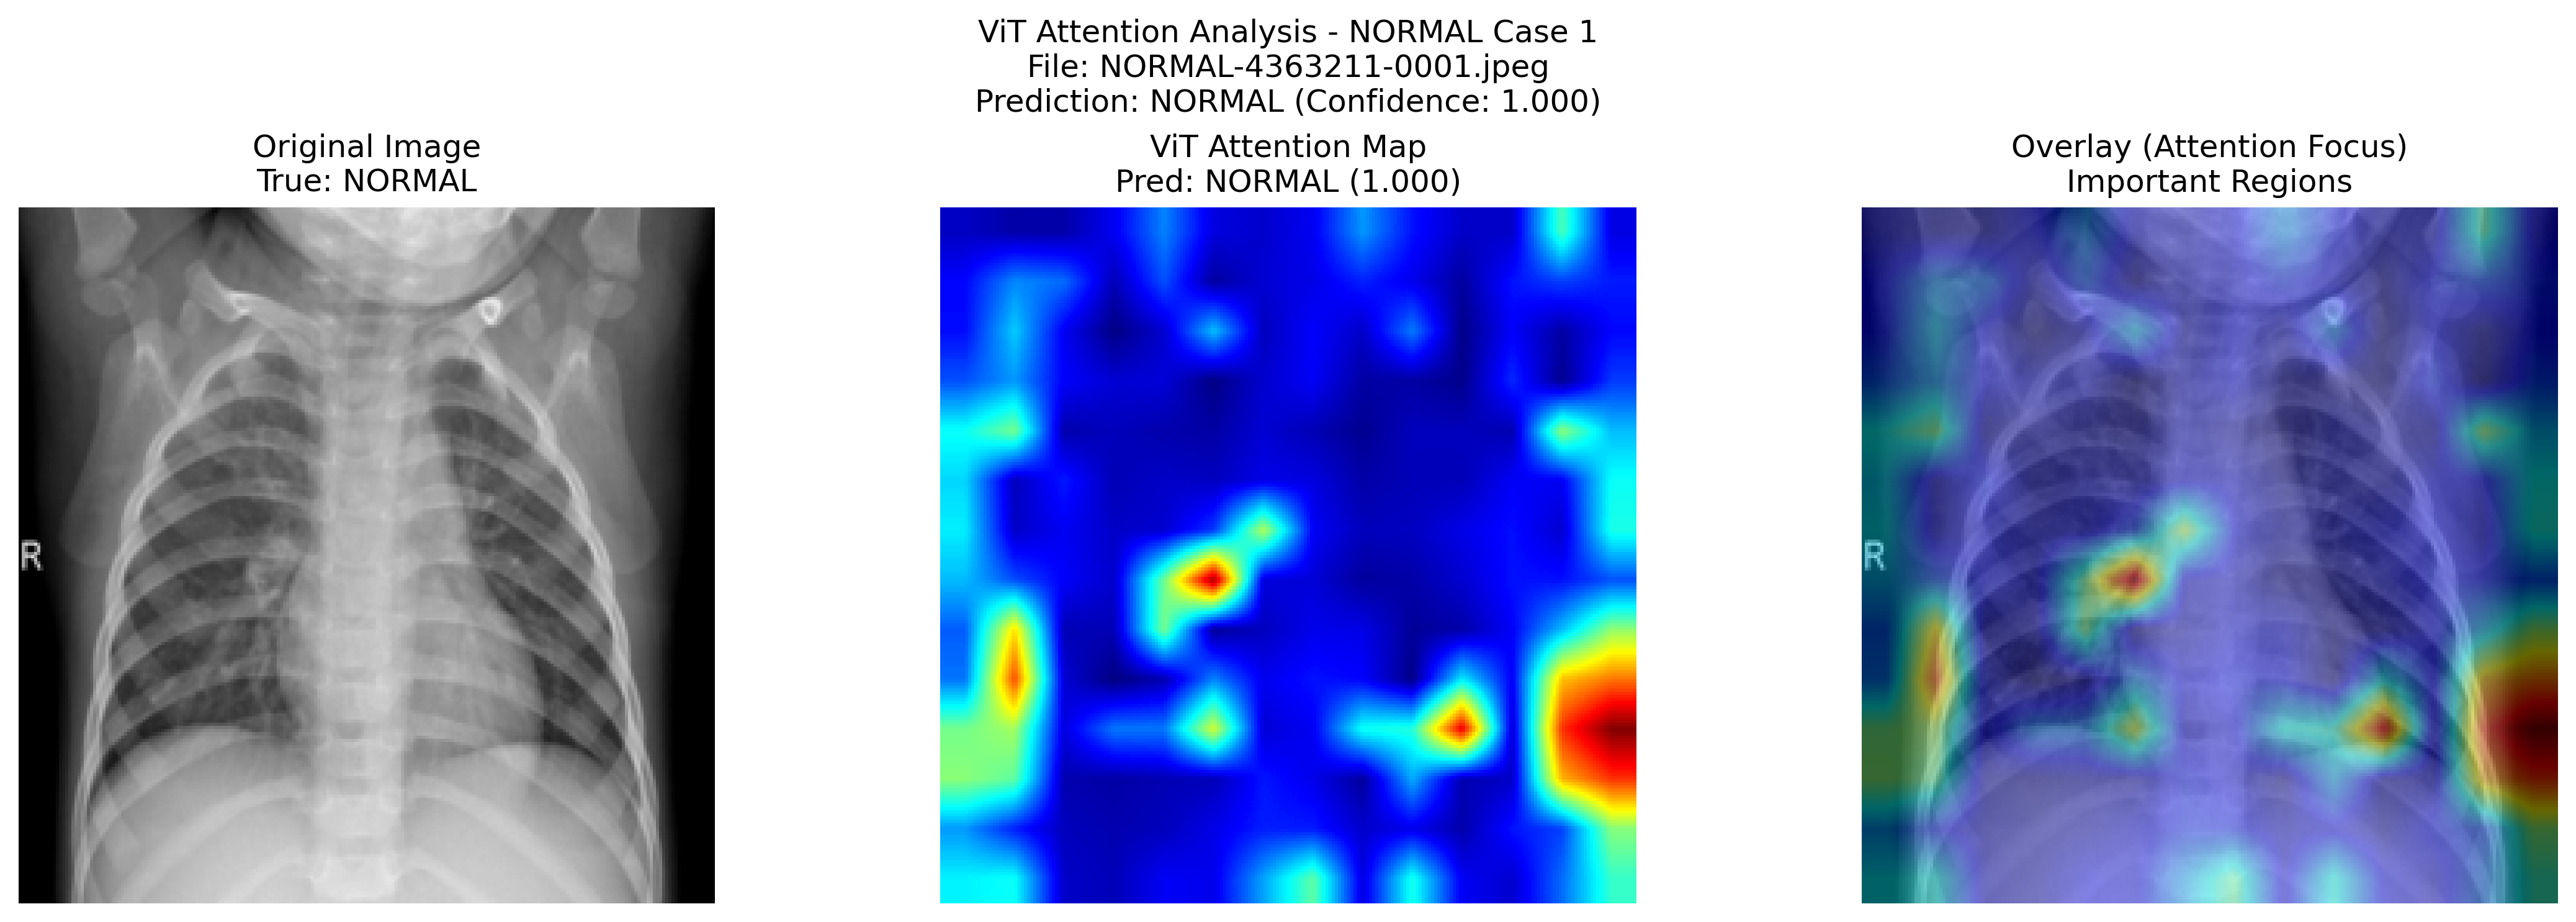 ViT Attention Analysis - NORMAL Case 1
File: NORMAL-4363211-0001.jpeg
Prediction: NORMAL (Confidence: 1.000)
Original Image
True: NORMAL
ViT Attention Map
Pred: NORMAL (1.000)
Overlay (Attention Focus)
Important Regions
R
R